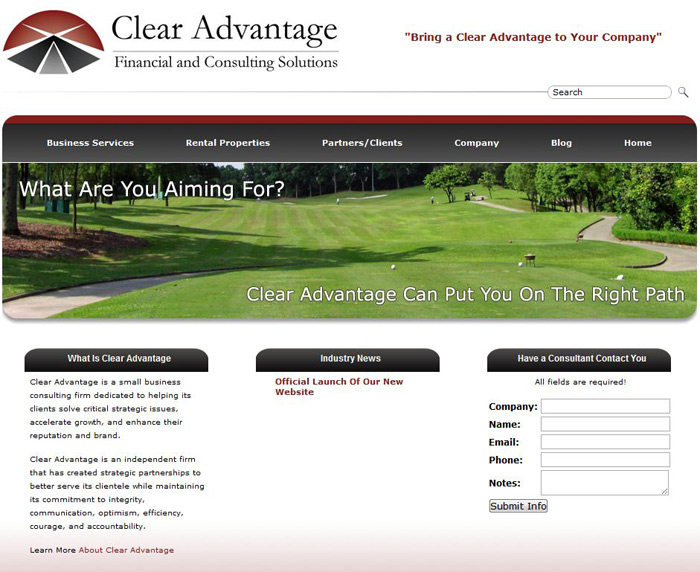 Clear Advantage
Financial and Consulting Solutions
"Bring a Clear Advantage to Your Company"
Search
Business Services
Rental Properties
Partners/Clients
Company
Blog
Home
What Are You Aiming For?
Clear Advantage Can Put You On The Right Path
What Is Clear Advantage
Clear Advantage is a small business
consulting firm dedicated to helping its
clients solve critical strategic issues,
accelerate growth, and enhance their
reputation and brand.
Clear Advantage is an independent firm
that has created strategic partnerships to
better serve its clientele while maintaining
its commitment to integrity,
communication, optimism, efficiency,
courage, and accountability.
Learn More About Clear Advantage
Industry News
Official Launch Of Our New
Website
Have a Consultant Contact You
All fields are required!
Company:
Name:
Email:
Phone:
Notes:
Submit Info